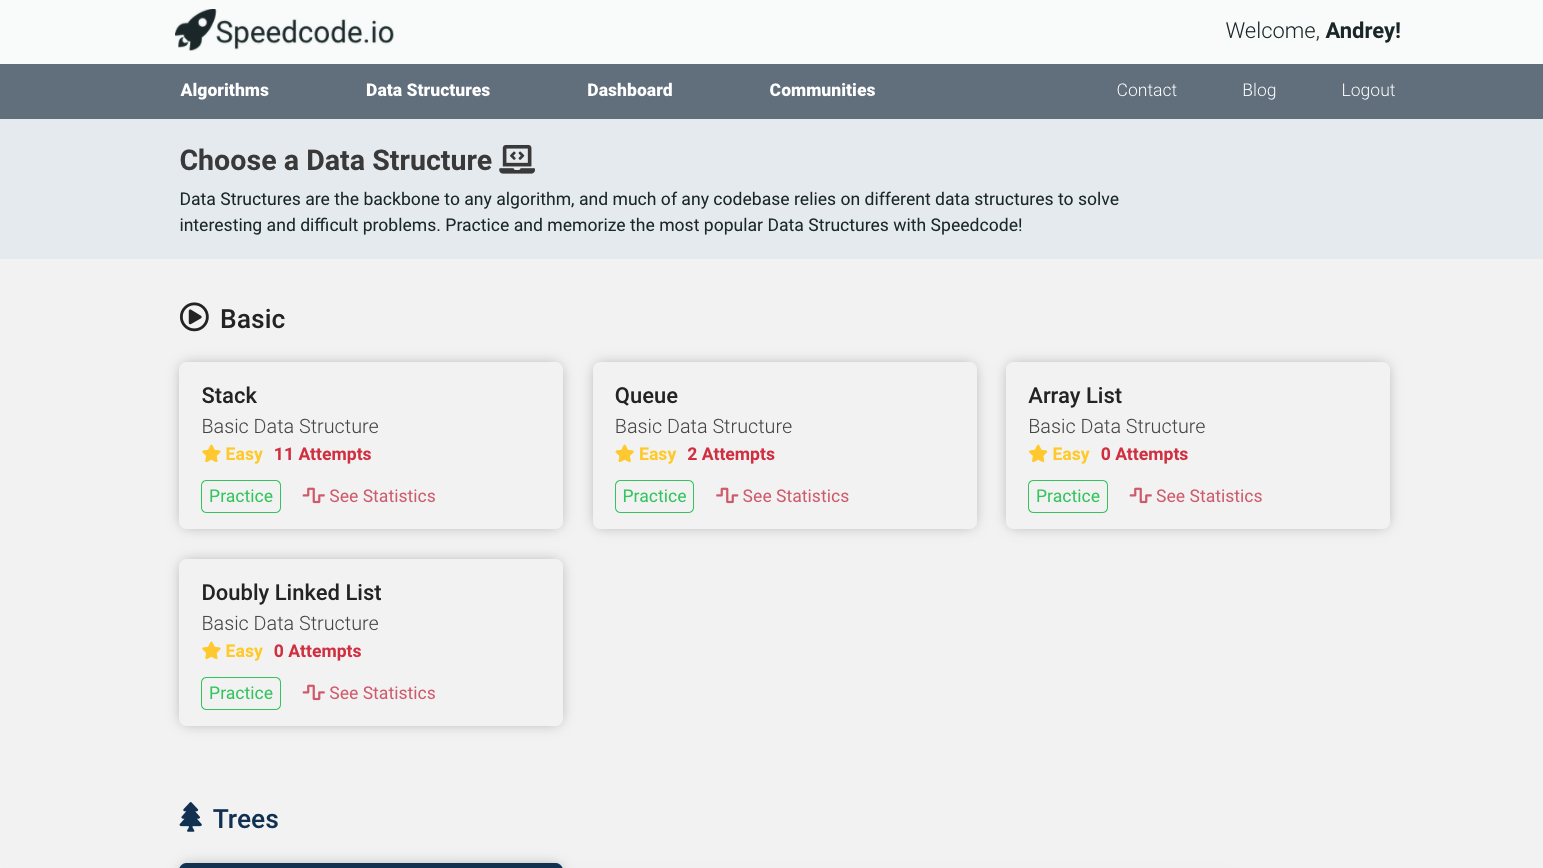 Speedcode.io
Welcome, Andrey!
Algorithms Data Structures Dashboard Communities Contact Blog Logout
Choose a Data Structure
Data Structures are the backbone to any algorithm, and much of any codebase relies on different data structures to solve
interesting and difficult problems. Practice and memorize the most popular Data Structures with Speedcode!
Basic
Stack
Basic Data Structure
Easy 11 Attempts
Practice See Statistics
Queue
Basic Data Structure
Easy 2 Attempts
Practice See Statistics
Array List
Basic Data Structure
Easy 0 Attempts
Practice See Statistics
Doubly Linked List
Basic Data Structure
Easy 0 Attempts
Practice See Statistics
Trees